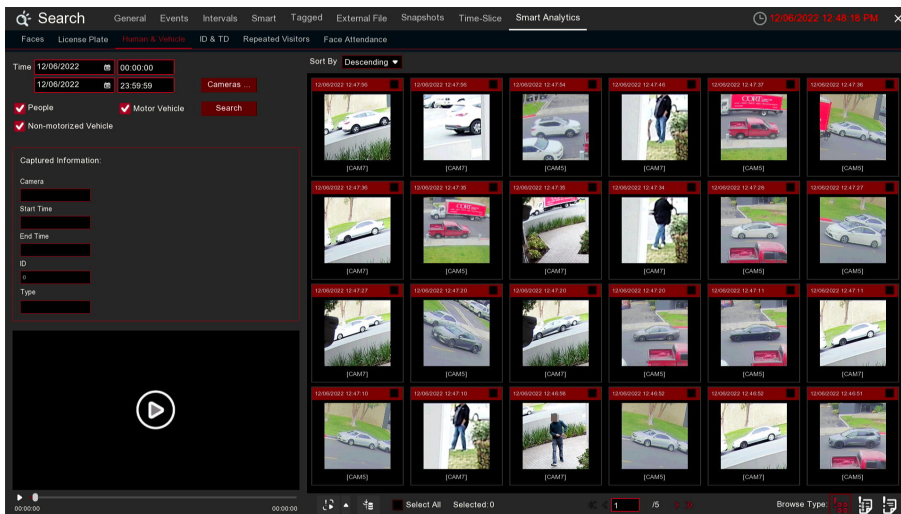 Search General Events Intervals Smart Tagged External File Snapshots Time-Slice Smart Analytics 12/06/2022 12:48:18 PM
Faces License Plate Human & Vehicle ID & TD Repeated Visitors Face Attendance
Time 12/06/2022 00:00:00
12/06/2022 23:59:59 Cameras ...
People Motor Vehicle Search
Non-motorized Vehicle
Captured Information:
Camera
Start Time
End Time
ID
0
Type
00:00:00 00:00:00
Sort By Descending
12/06/2022 12:47:56 12/06/2022 12:47:56 12/06/2022 12:47:54 12/06/2022 12:47:46 12/06/2022 12:47:37 12/06/2022 12:47:36
CORT
[CAM7] [CAM7] [CAM5] [CAM7] [CAM5] [CAM5]
12/06/2022 12:47:36 12/06/2022 12:47:35 12/06/2022 12:47:35 12/06/2022 12:47:34 12/06/2022 12:47:28 12/06/2022 12:47:27
CORT
[CAM7] [CAM5] [CAM7] [CAM7] [CAM5] [CAM5]
12/06/2022 12:47:27 12/06/2022 12:47:20 12/06/2022 12:47:20 12/06/2022 12:47:20 12/06/2022 12:47:11 12/06/2022 12:47:11
[CAM7] [CAM5] [CAM7] [CAM5] [CAM5] [CAM7]
12/06/2022 12:47:10 12/06/2022 12:47:10 12/06/2022 12:46:56 12/06/2022 12:46:52 12/06/2022 12:46:52 12/06/2022 12:46:51
[CAM5] [CAM7] [CAM7] [CAM5] [CAM7] [CAM5]
Select All Selected: 0 1 /5 Browse Type: